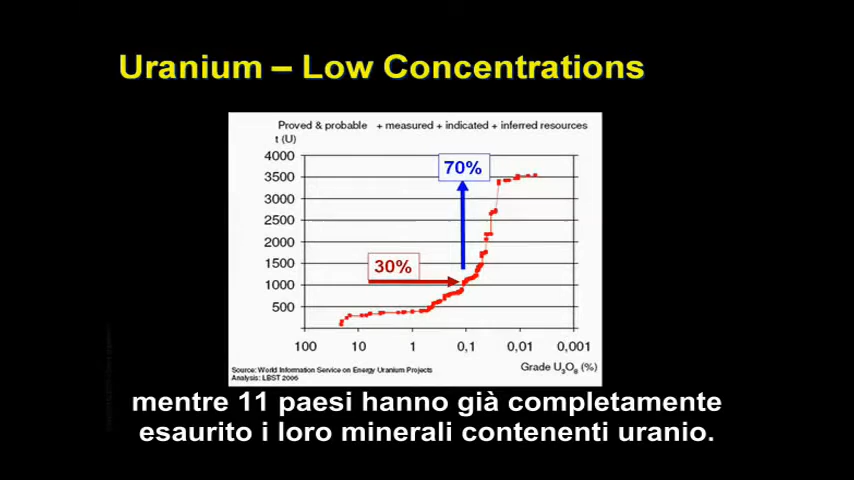 Uranium – Low Concentrations
Proved & probable + measured + indicated + inferred resources
t (U)
4000
3500
3000
2500
2000
1500
1000
500
70%
30%
100 10 1 0,1 0,01 0,001
Grade U₃O₈ (%)
Source: World Information Service on Energy Uranium Projects
Analysis: LBST 2006
mentre 11 paesi hanno già completamente
esaurito i loro minerali contenenti uranio.